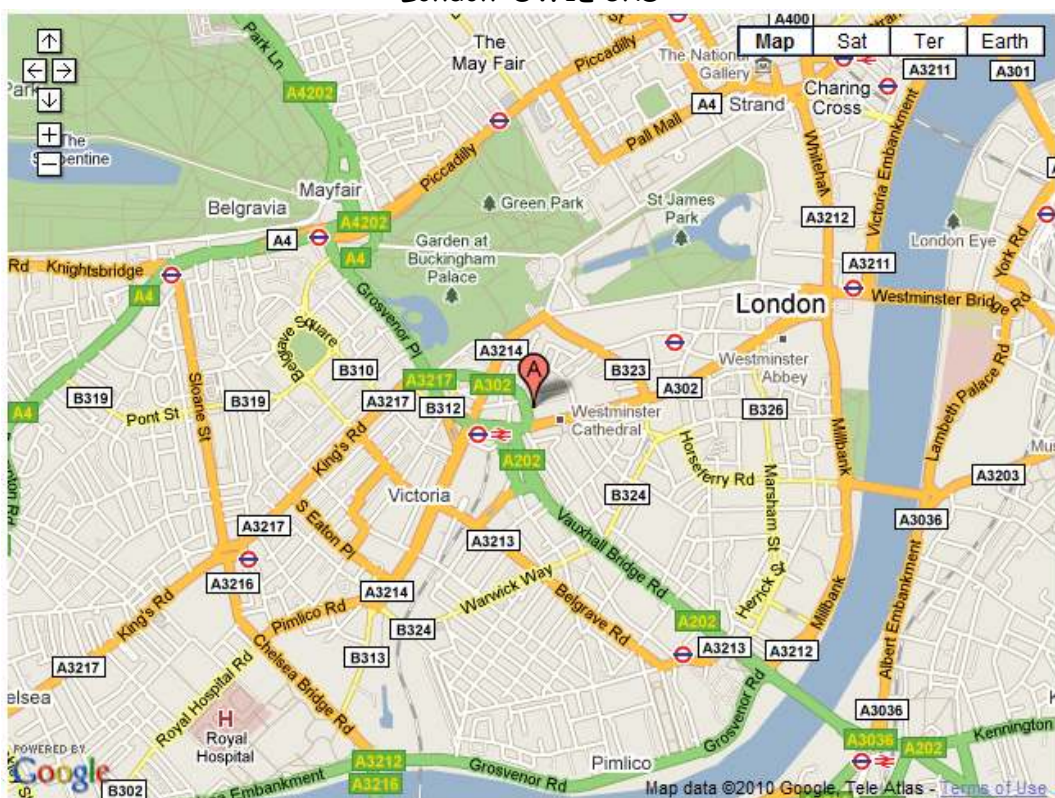 A400
Map Sat Ter Earth
The
May Fair
Piccadilly
The National
Gallery
A3211
A301
Park Ln
A4202
Charing
Cross
A4
Strand
Pall Mall
Whitehall
Victoria Embankment
The
Serpentine
Mayfair
Piccadilly
Belgravia
Green Park
St James
Park
A4202
A3212
A4
Garden at
Buckingham
Palace
London Eye
York Rd
Rd
Knightsbridge
A4
A3211
A4
Grosvenor Pl
London
Westminster Bridge Rd
Belgrave Square
A3214
B310
A3217
A302
A
B323
A302
Westminster
Abbey
Lambeth Palace Rd
Sloane St
B319
Pont St
B319
A3217
B312
Westminster
Cathedral
B326
A4
King's Rd
Horseferry Rd
Millbank
A202
Marsham St
A3203
Victoria
B324
A3036
S Eaton Pl
A3217
A3213
Vauxhall Bridge Rd
A3216
A3214
Warwick Way
Herrick St
Millbank
Albert Embankment
King's Rd
Pimlico Rd
B324
Belgrave Rd
A202
A3217
B313
A3213
A3212
Chelsea Bridge Rd
Royal Hospital Rd
elsea
H
Royal
Hospital
Grosvenor Rd
A3036
Kennington
A3036
A202
A3212
Pimlico
POWERED BY
Google
B302
Embankment
A3216
Grosvenor Rd
Map data ©2010 Google, Tele Atlas - Terms of Use